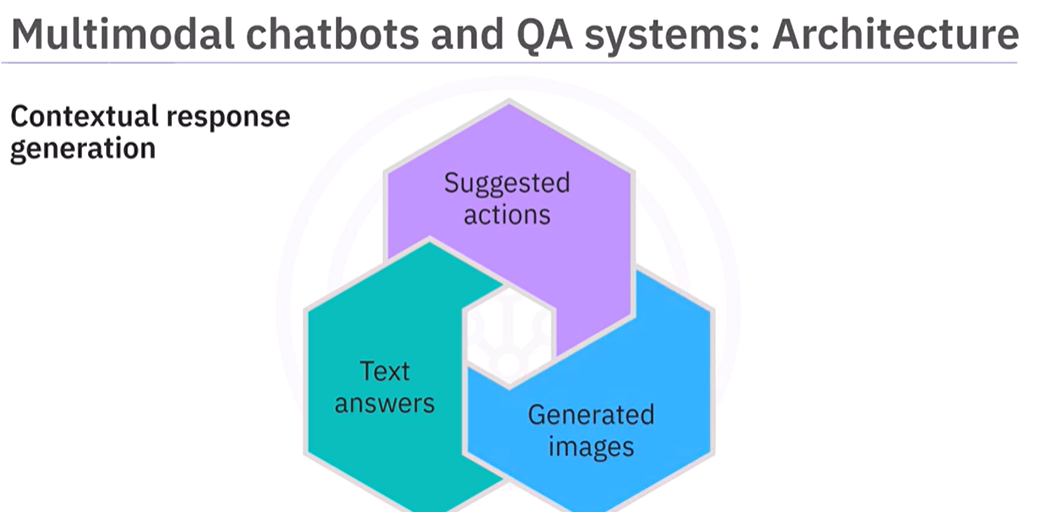 Multimodal chatbots and QA systems: Architecture
Contextual response
generation
Suggested
actions
Text
answers
Generated
images